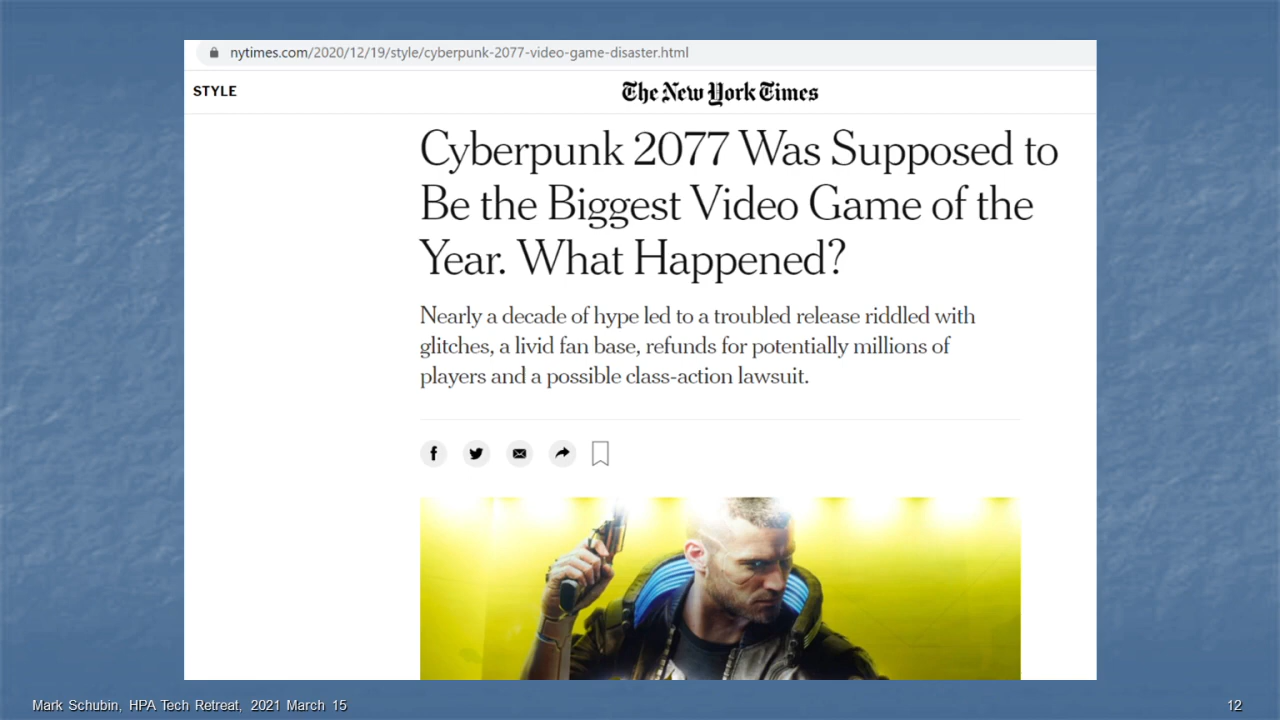 nytimes.com/2020/12/19/style/cyberpunk-2077-video-game-disaster.html
STYLE
The New York Times
Cyberpunk 2077 Was Supposed to
Be the Biggest Video Game of the
Year. What Happened?
Nearly a decade of hype led to a troubled release riddled with
glitches, a livid fan base, refunds for potentially millions of
players and a possible class-action lawsuit.
Mark Schubin, HPA Tech Retreat, 2021 March 15
12